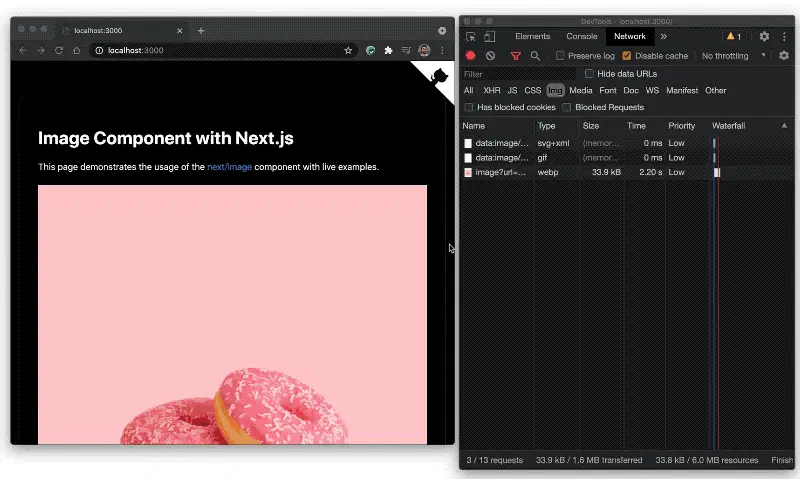 localhost:3000
localhost:3000
Image Component with Next.js
This page demonstrates the usage of the next/image component with live examples.
DevTools - localhost:3000/
Elements Console Network » 1
Preserve log Disable cache No throttling
Filter Hide data URLs
All XHR JS CSS Img Media Font Doc WS Manifest Other
Has blocked cookies Blocked Requests
Name Type Size Time Priority Waterfall
data:image/... svg+xml (memor... 0 ms Low
data:image/... gif (memor... 0 ms Low
image?url=... webp 33.9 kB 2.20 s Low
3 / 13 requests 33.9 kB / 1.6 MB transferred 33.6 kB / 6.0 MB resources Finish